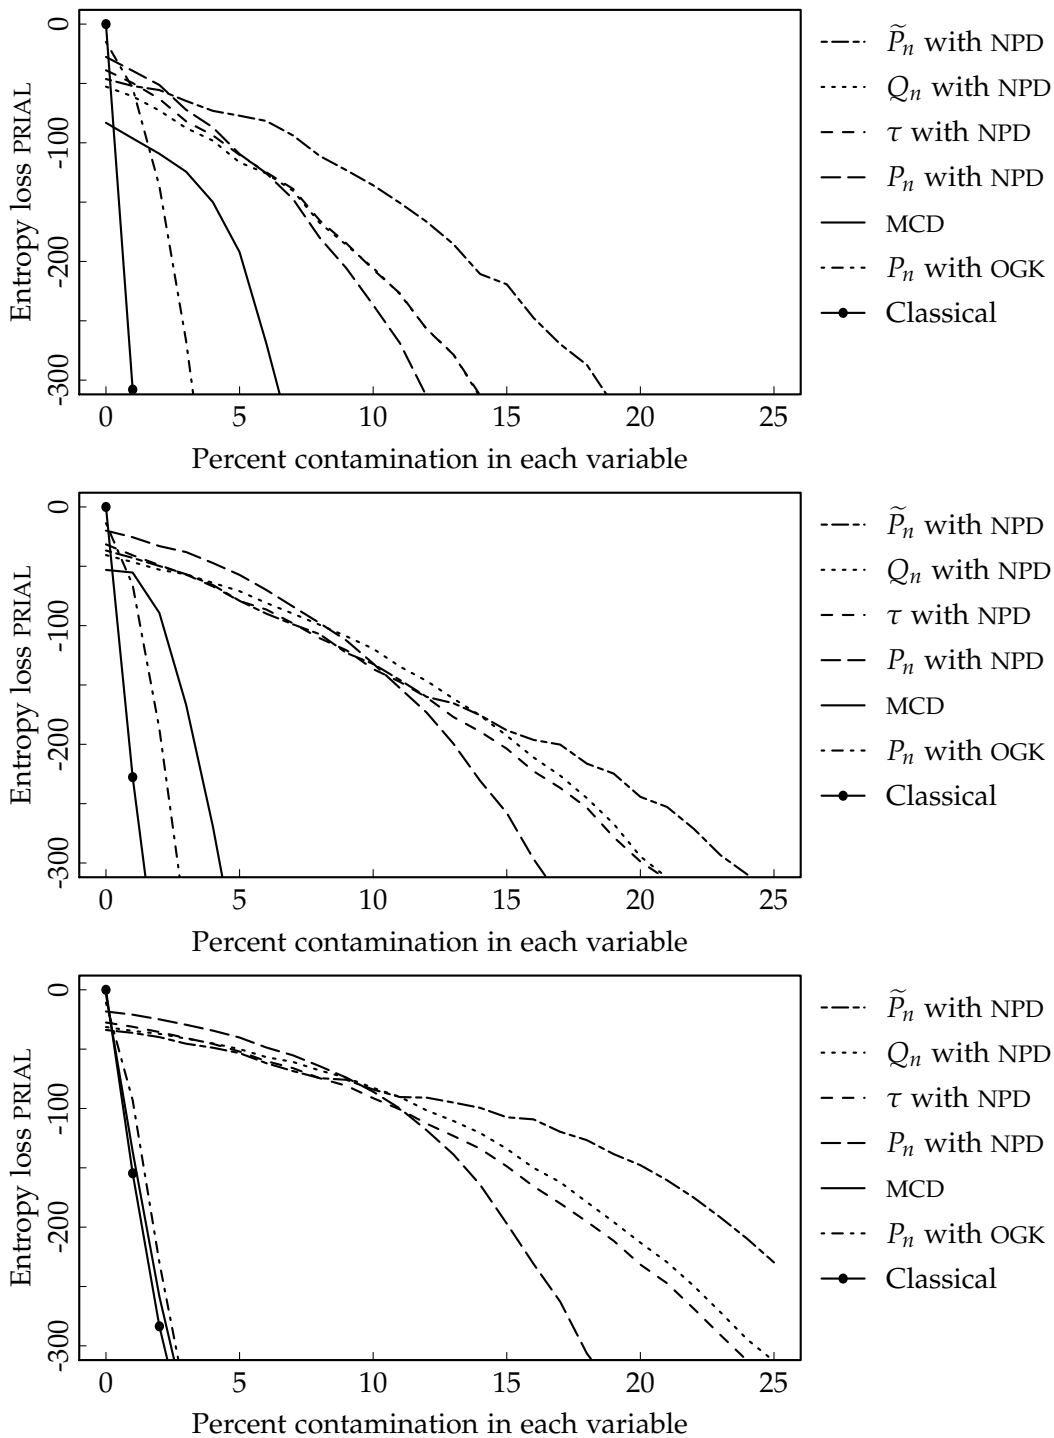 0
-100
-200
-300
Entropy loss PRIAL
0 5 10 15 20 25
Percent contamination in each variable
P̃n with NPD
Qn with NPD
τ with NPD
Pn with NPD
MCD
Pn with OGK
Classical
0
-100
-200
-300
Entropy loss PRIAL
0 5 10 15 20 25
Percent contamination in each variable
P̃n with NPD
Qn with NPD
τ with NPD
Pn with NPD
MCD
Pn with OGK
Classical
0
-100
-200
-300
Entropy loss PRIAL
0 5 10 15 20 25
Percent contamination in each variable
P̃n with NPD
Qn with NPD
τ with NPD
Pn with NPD
MCD
Pn with OGK
Classical